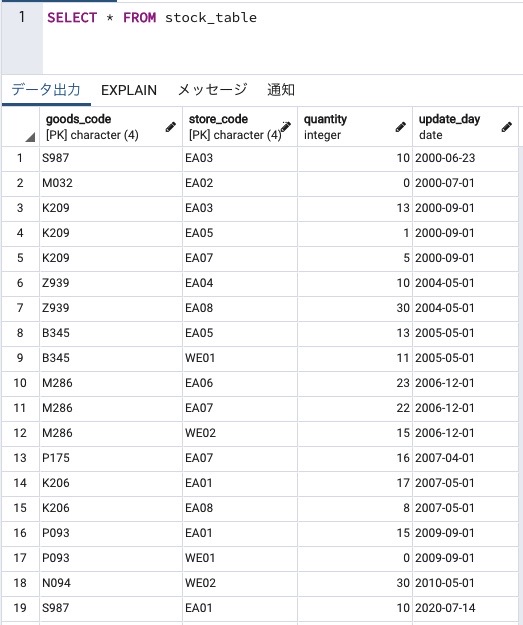 1 SELECT * FROM stock_table
データ出力 EXPLAIN メッセージ 通知
goods_code store_code quantity update_day
[PK] character (4) [PK] character (4) integer date
1 S987 EA03 10 2000-06-23
2 M032 EA02 0 2000-07-01
3 K209 EA03 13 2000-09-01
4 K209 EA05 1 2000-09-01
5 K209 EA07 5 2000-09-01
6 Z939 EA04 10 2004-05-01
7 Z939 EA08 30 2004-05-01
8 B345 EA05 13 2005-05-01
9 B345 WE01 11 2005-05-01
10 M286 EA06 23 2006-12-01
11 M286 EA07 22 2006-12-01
12 M286 WE02 15 2006-12-01
13 P175 EA07 16 2007-04-01
14 K206 EA01 17 2007-05-01
15 K206 EA08 8 2007-05-01
16 P093 EA01 15 2009-09-01
17 P093 WE01 0 2009-09-01
18 N094 WE02 30 2010-05-01
19 S987 EA01 10 2020-07-14